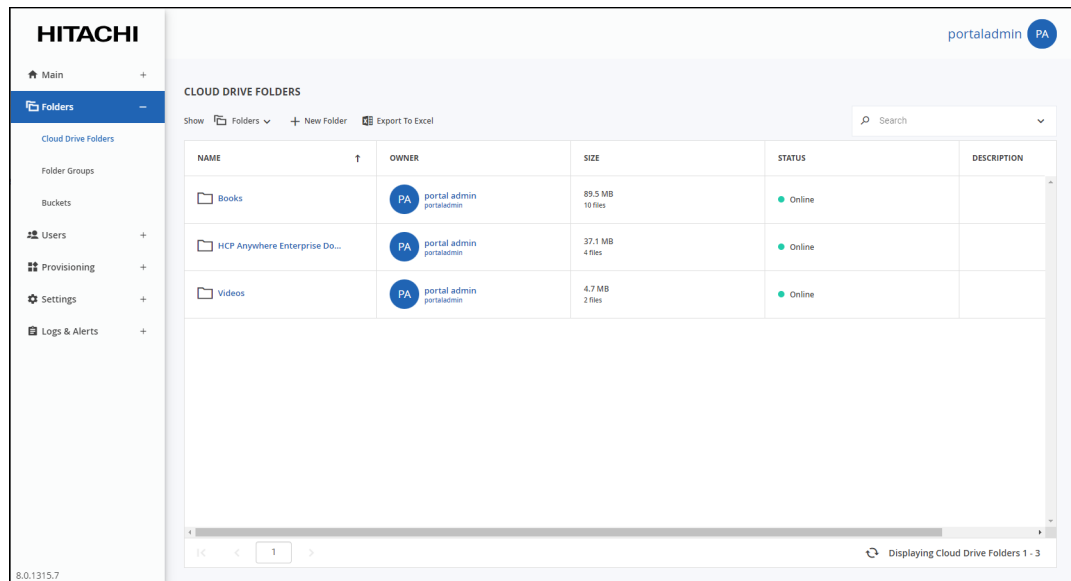 HITACHI
portaladmin PA
Main +
Folders −
Cloud Drive Folders
Folder Groups
Buckets
Users +
Provisioning +
Settings +
Logs & Alerts +
8.0.1315.7
CLOUD DRIVE FOLDERS
Show Folders + New Folder Export To Excel
Search
NAME ↑ OWNER SIZE STATUS DESCRIPTION
Books PA portal admin 89.5 MB Online
portaladmin 10 files
HCP Anywhere Enterprise Do... PA portal admin 37.1 MB Online
portaladmin 4 files
Videos PA portal admin 4.7 MB Online
portaladmin 2 files
1
Displaying Cloud Drive Folders 1 - 3